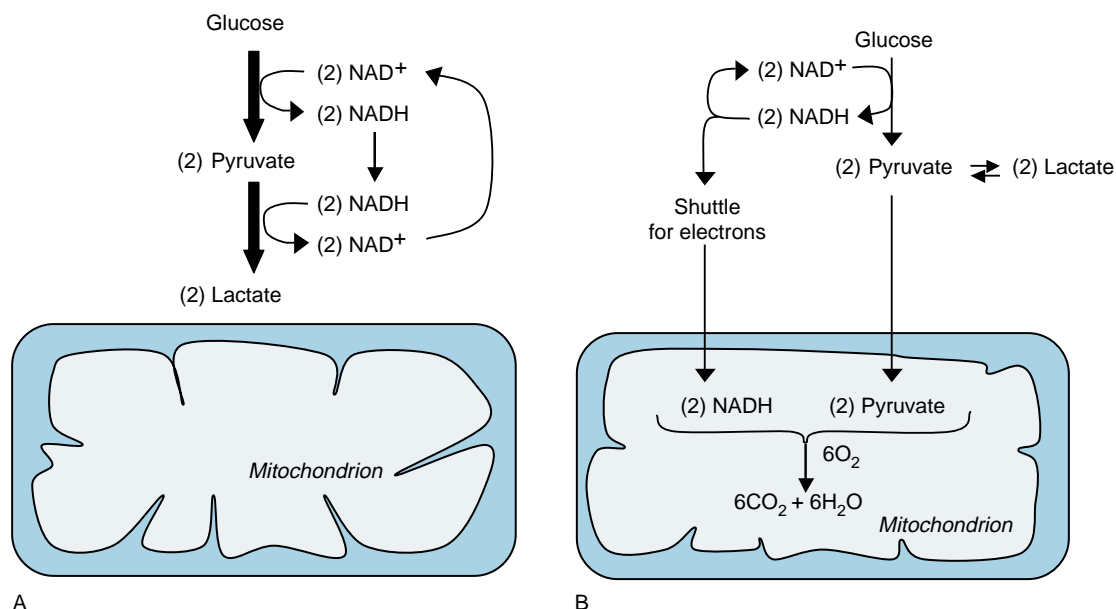 Glucose
(2) NAD+
(2) NADH
(2) Pyruvate
(2) NADH
(2) NAD+
(2) Lactate
Mitochondrion
A
Glucose
(2) NAD+
(2) NADH
(2) Pyruvate
(2) Lactate
Shuttle
for electrons
(2) NADH
(2) Pyruvate
6O2
6CO2 + 6H2O
Mitochondrion
B